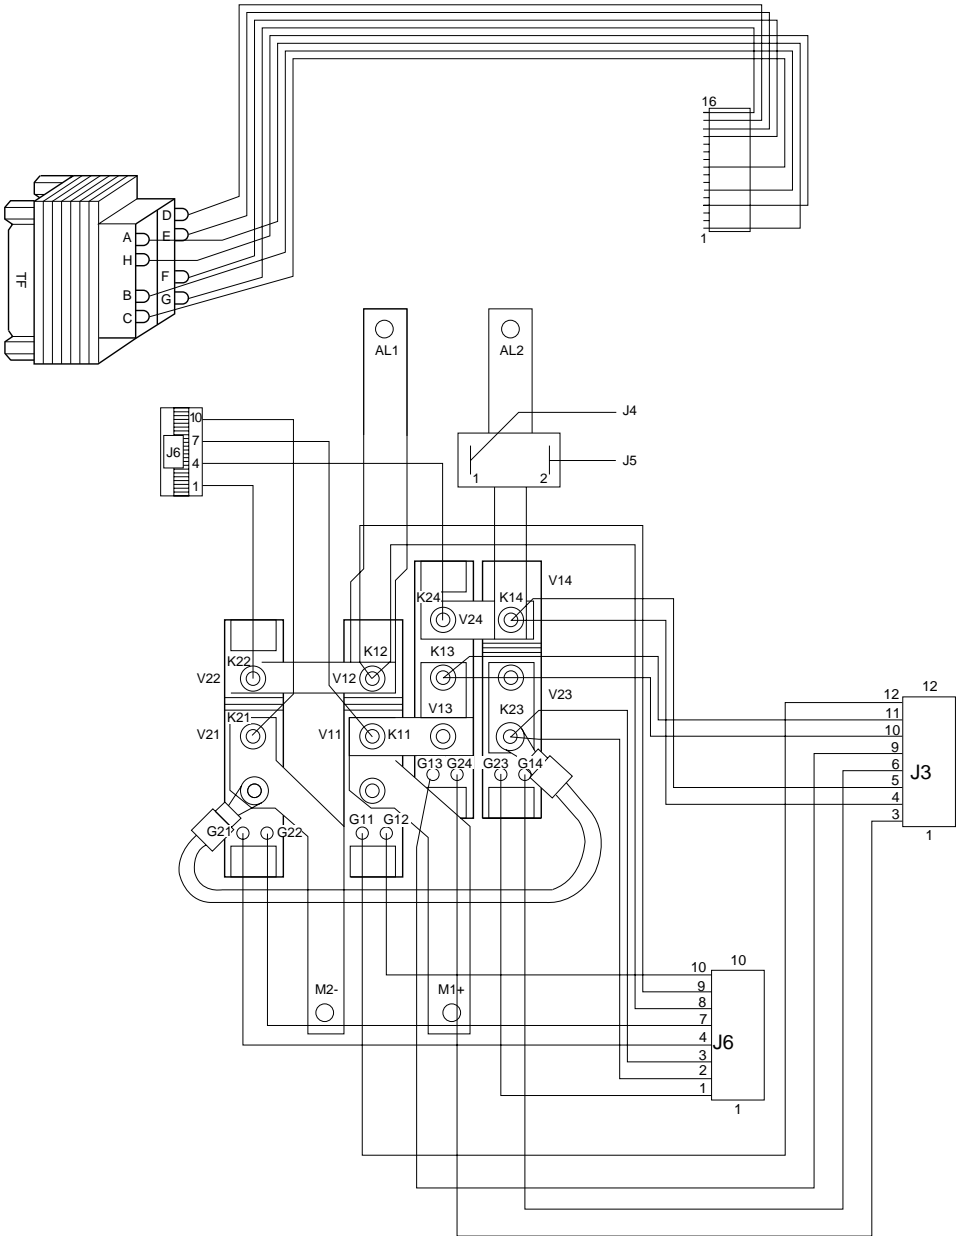 16
1
D
E
A
H
F
B
G
C
TF
AL1
AL2
J4
J5
1
2
J6
10
7
4
1
V14
K24
K14
V24
K12
K22
K13
V22
V12
V23
K21
V13
K23
V21
V11
K11
G13
G24
G23
G14
G21
G22
G11
G12
12
12
11
10
9
6
5
4
3
J3
1
M2-
M1+
10
10
9
8
7
4
3
2
1
J6
1